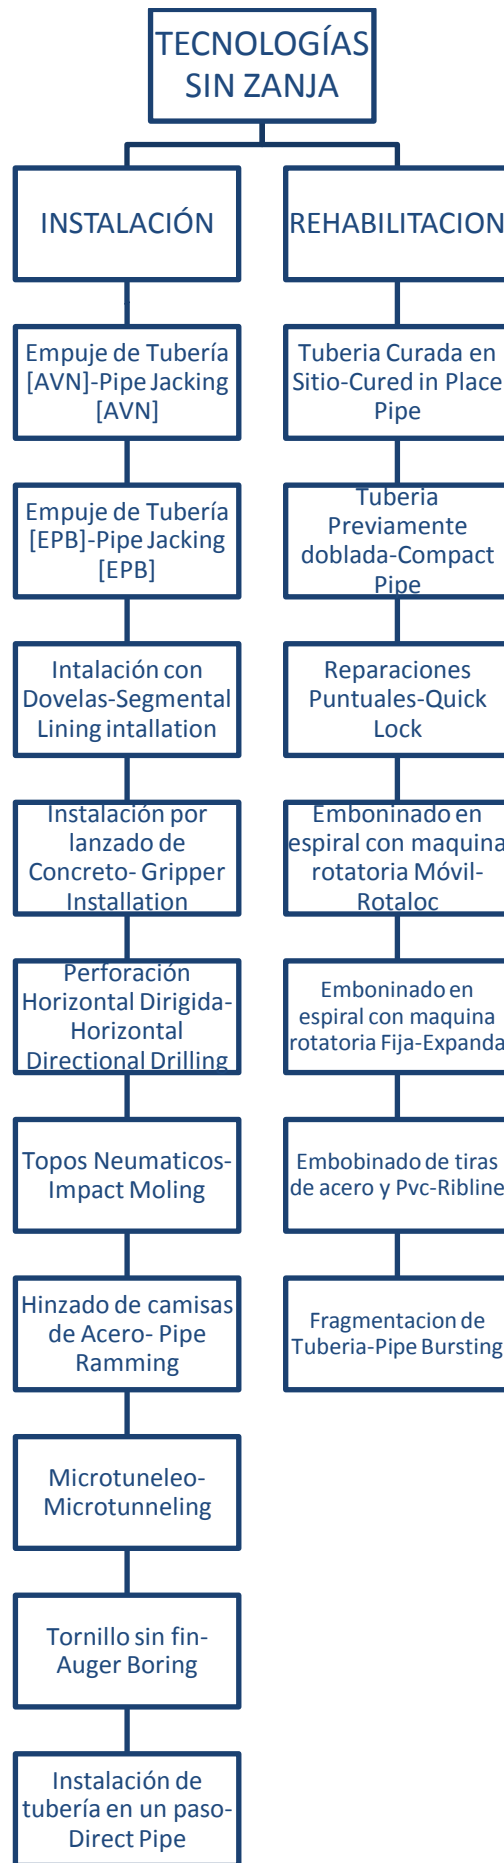 TECNOLOGÍAS
SIN ZANJA
INSTALACIÓN
Empuje de Tubería
[AVN]-Pipe Jacking
[AVN]
Empuje de Tubería
[EPB]-Pipe Jacking
[EPB]
Intalación con
Dovelas-Segmental
Lining intallation
Instalación por
lanzado de
Concreto- Gripper
Installation
Perforación
Horizontal Dirigida-
Horizontal
Directional Drilling
Topos Neumaticos-
Impact Moling
Hinzado de camisas
de Acero- Pipe
Ramming
Microtuneleo-
Microtunneling
Tornillo sin fin-
Auger Boring
Instalación de
tubería en un paso-
Direct Pipe
REHABILITACION
Tuberia Curada en
Sitio-Cured in Place
Pipe
Tuberia
Previamente
doblada-Compact
Pipe
Reparaciones
Puntuales-Quick
Lock
Emboninado en
espiral con maquina
rotatoria Móvil-
Rotaloc
Emboninado en
espiral con maquina
rotatoria Fija-Expanda
Embobinado de tiras
de acero y Pvc-Ribline
Fragmentacion de
Tuberia-Pipe Bursting